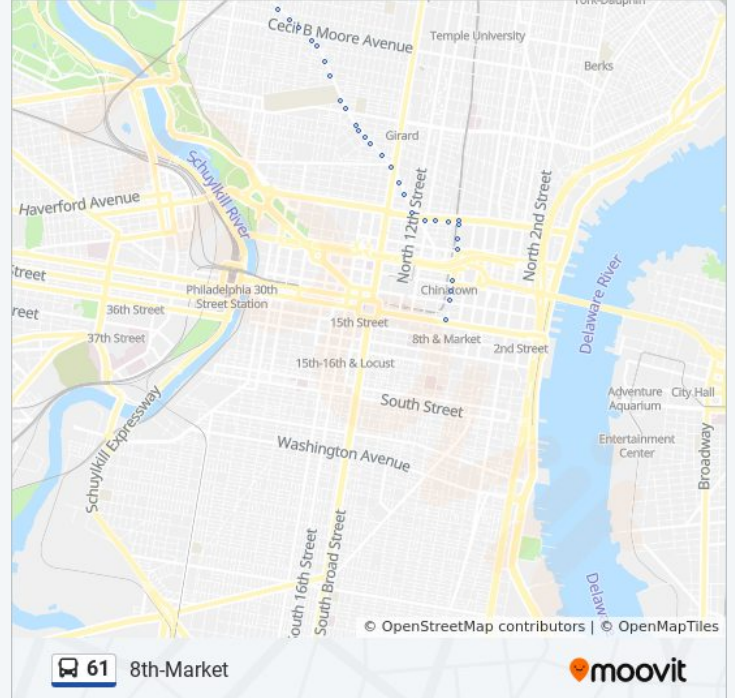 York-Dauphin
Cecil B Moore Avenue
Temple University
Berks
Girard
Schuylkill
River
Haverford Avenue
North 12th Street
North 2nd Street
Delaware River
Street
reet
Philadelphia 30th
Street Station
Chinatown
36th Street
15th Street
37th Street
8th & Market
2nd Street
15th-16th & Locust
Adventure
Aquarium
City Hall
South Street
Washington Avenue
Entertainment
Center
Broadway
Schuylkill Expressway
outh 16th Street
South Broad Street
Delawa
© OpenStreetMap contributors | © OpenMapTiles
61 8th-Market
moovit